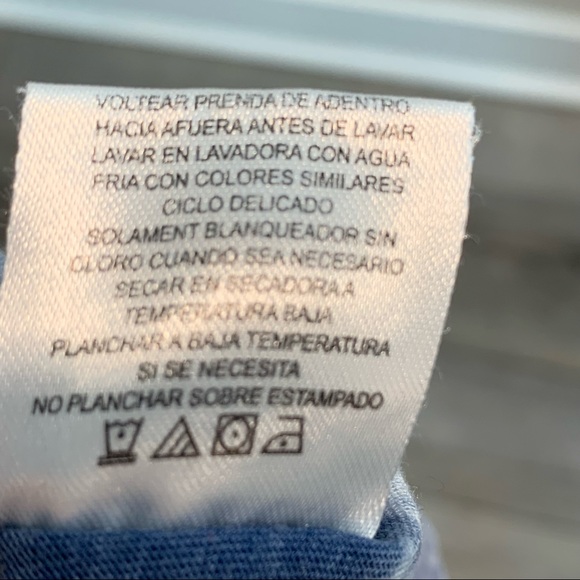 VOLTEAR PRENDA DE ADENTRO
HACIA AFUERA ANTES DE LAVAR
LAVAR EN LAVADORA CON AGUA
FRIA CON COLORES SIMILARES
CICLO DELICADO
SOLAMENT BLANQUEADOR SIN
CLORO CUANDO SEA NECESARIO
SECAR EN SECADORA A
TEMPERATURA BAJA
PLANCHAR A BAJA TEMPERATURA
SI SE NECESITA
NO PLANCHAR SOBRE ESTAMPADO